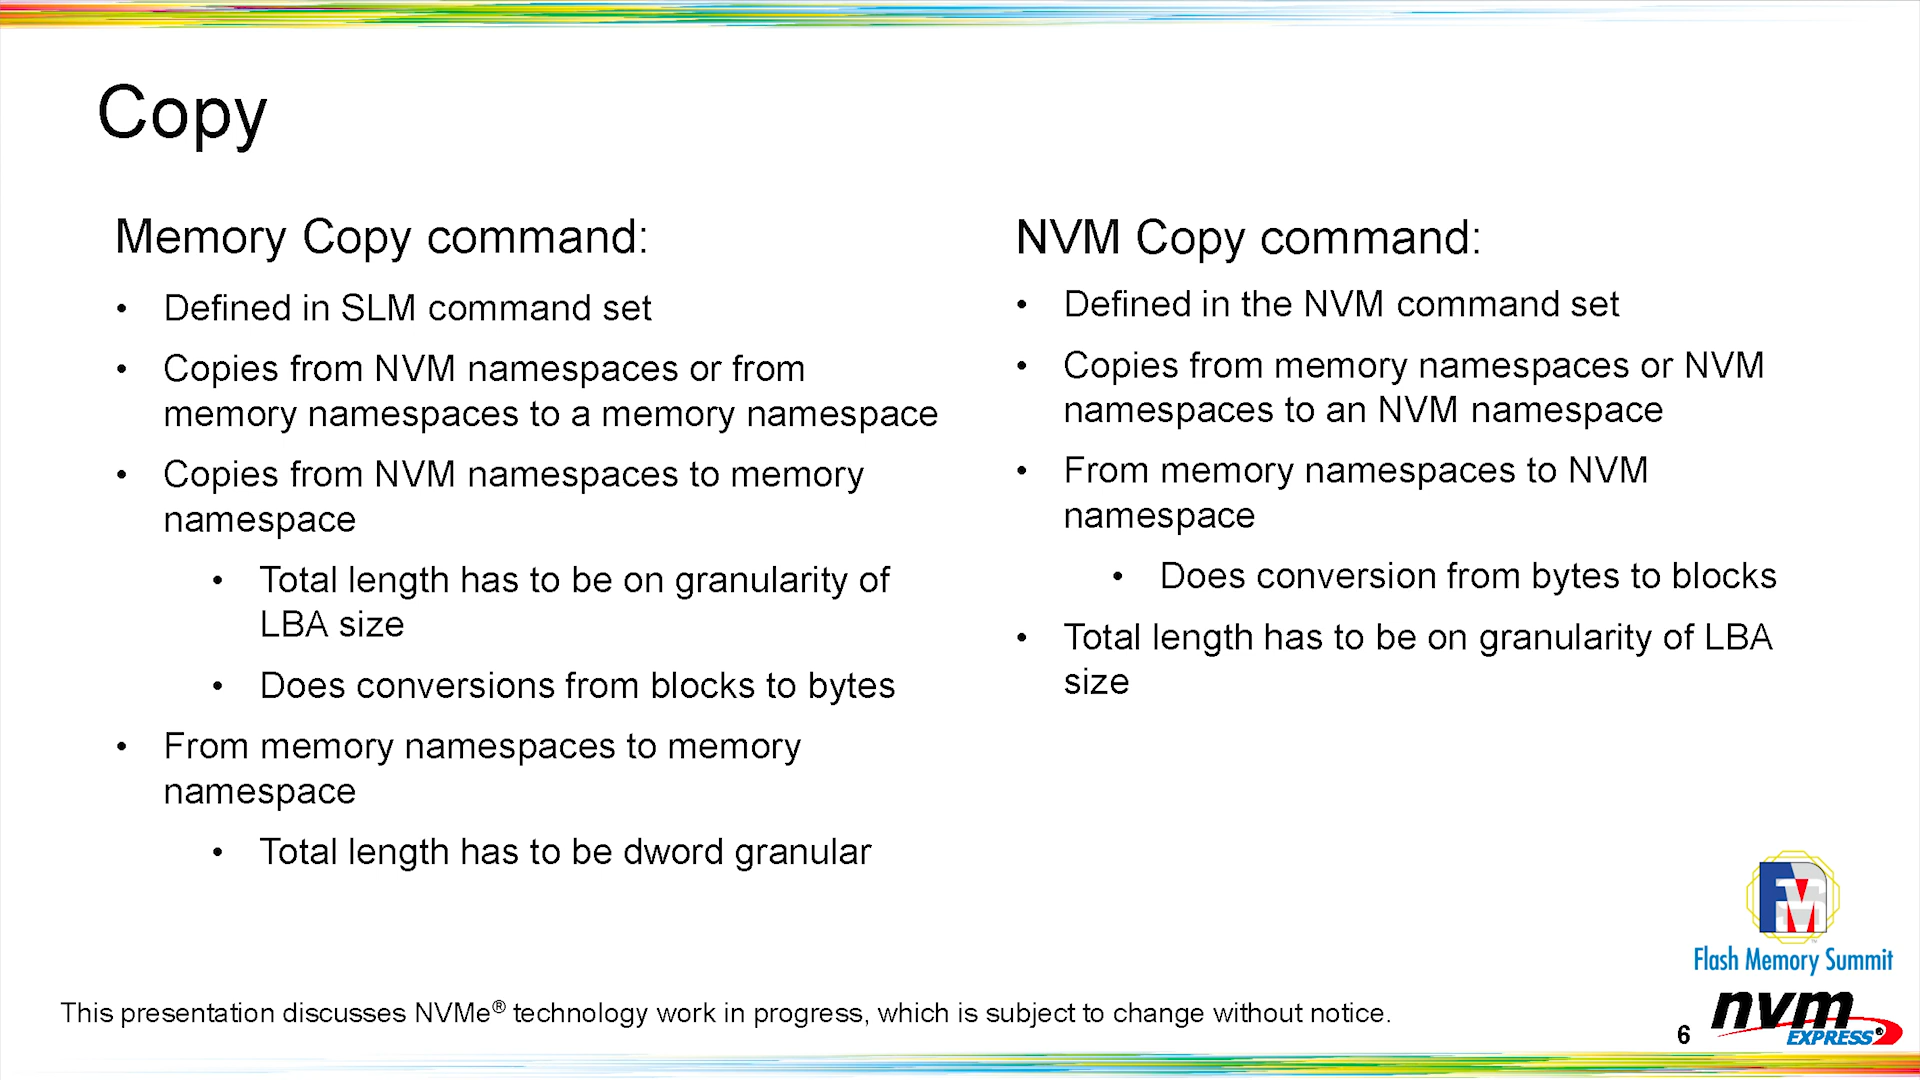 Copy
Memory Copy command:
• Defined in SLM command set
• Copies from NVM namespaces or from
memory namespaces to a memory namespace
• Copies from NVM namespaces to memory
namespace
• Total length has to be on granularity of
LBA size
• Does conversions from blocks to bytes
• From memory namespaces to memory
namespace
• Total length has to be dword granular
NVM Copy command:
• Defined in the NVM command set
• Copies from memory namespaces or NVM
namespaces to an NVM namespace
• From memory namespaces to NVM
namespace
• Does conversion from bytes to blocks
• Total length has to be on granularity of LBA
size
FMS
Flash Memory Summit
This presentation discusses NVMe® technology work in progress, which is subject to change without notice.
6
nvm
EXPRESS®